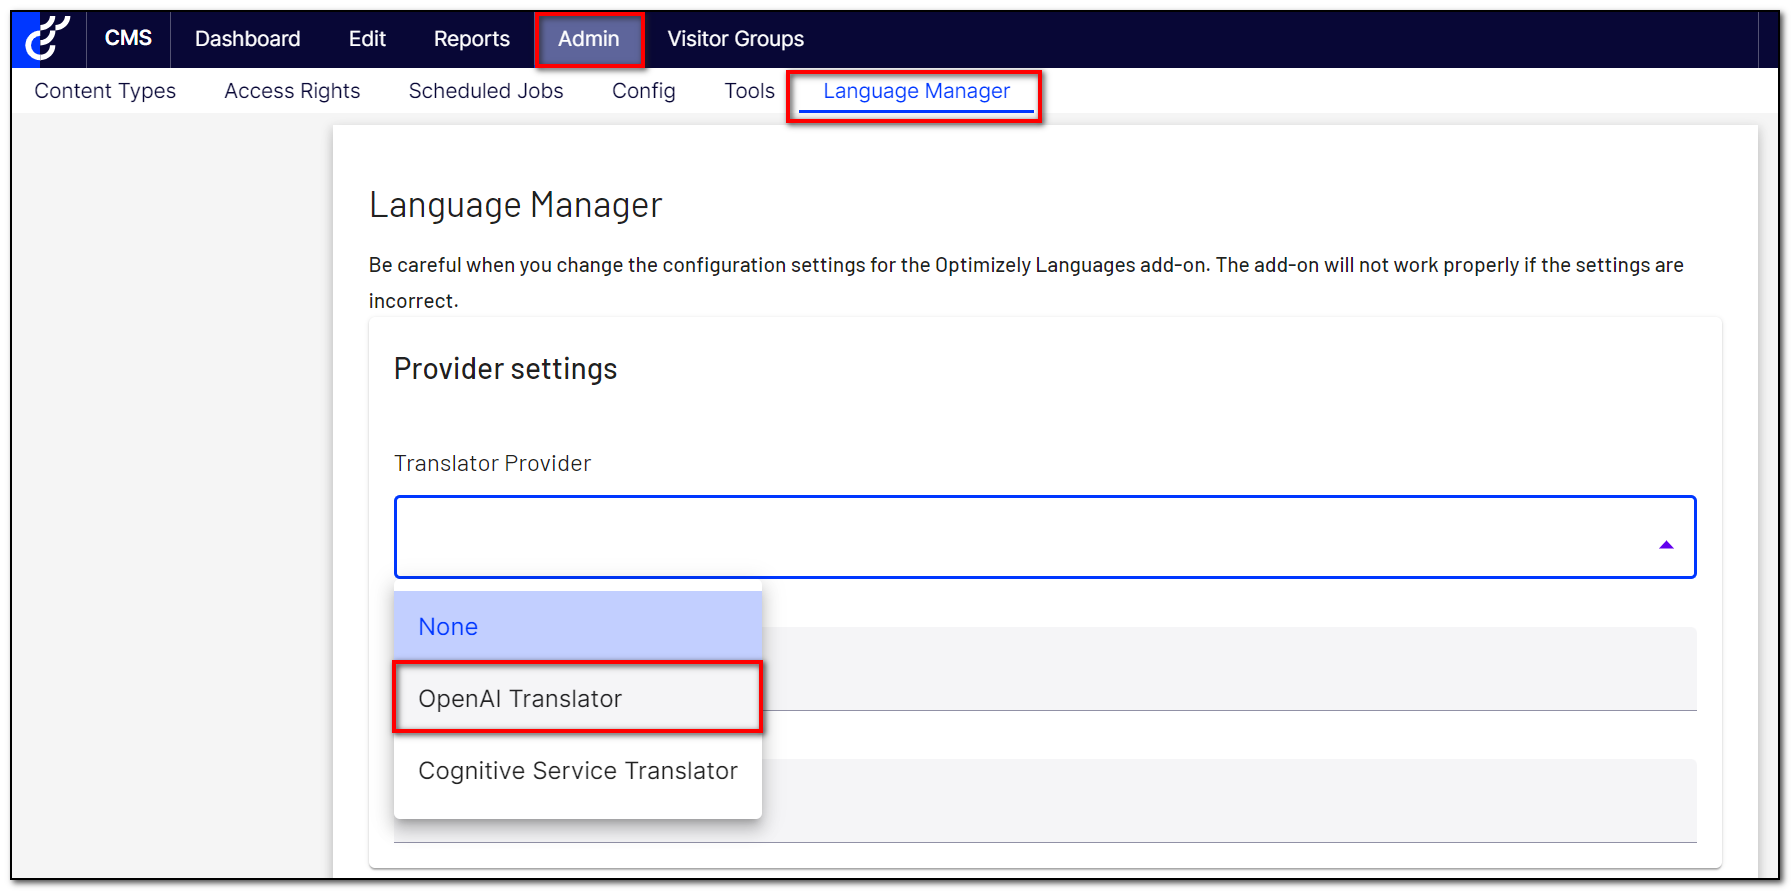 CMS Dashboard Edit Reports Admin Visitor Groups
Content Types Access Rights Scheduled Jobs Config Tools Language Manager
Language Manager
Be careful when you change the configuration settings for the Optimizely Languages add-on. The add-on will not work properly if the settings are
incorrect.
Provider settings
Translator Provider
None
OpenAI Translator
Cognitive Service Translator